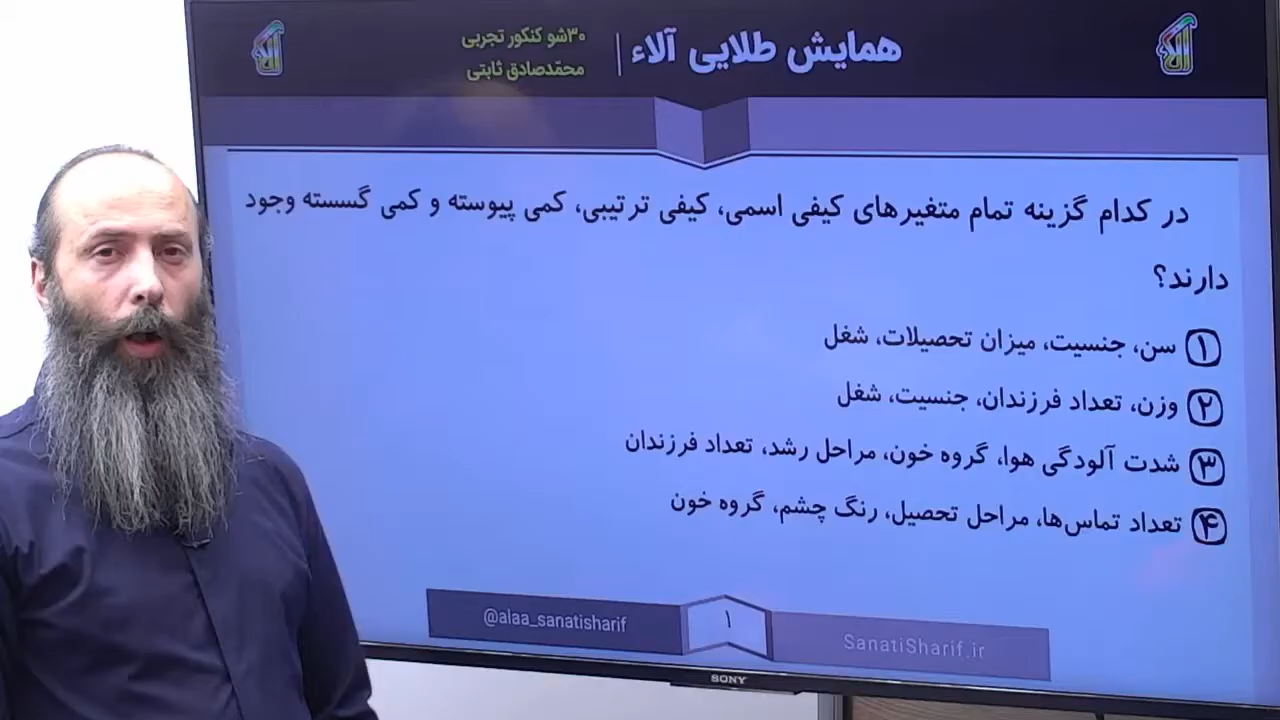 همایش طلایی آلاء
۳۰شو کنکور تجربی
محمّدصادق ثابتی
در کدام گزینه تمام متغیرهای کیفی اسمی، کیفی ترتیبی، کمی پیوسته و کمی گسسته وجود
دارند؟
۱ سن، جنسیت، میزان تحصیلات، شغل
۲ وزن، تعداد فرزندان، جنسیت، شغل
۳ شدت آلودگی هوا، گروه خون، مراحل رشد، تعداد فرزندان
۴ تعداد تماس‌ها، مراحل تحصیل، رنگ چشم، گروه خون
@alaa_sanatisharif
۱
SanatiSharif.ir
SONY